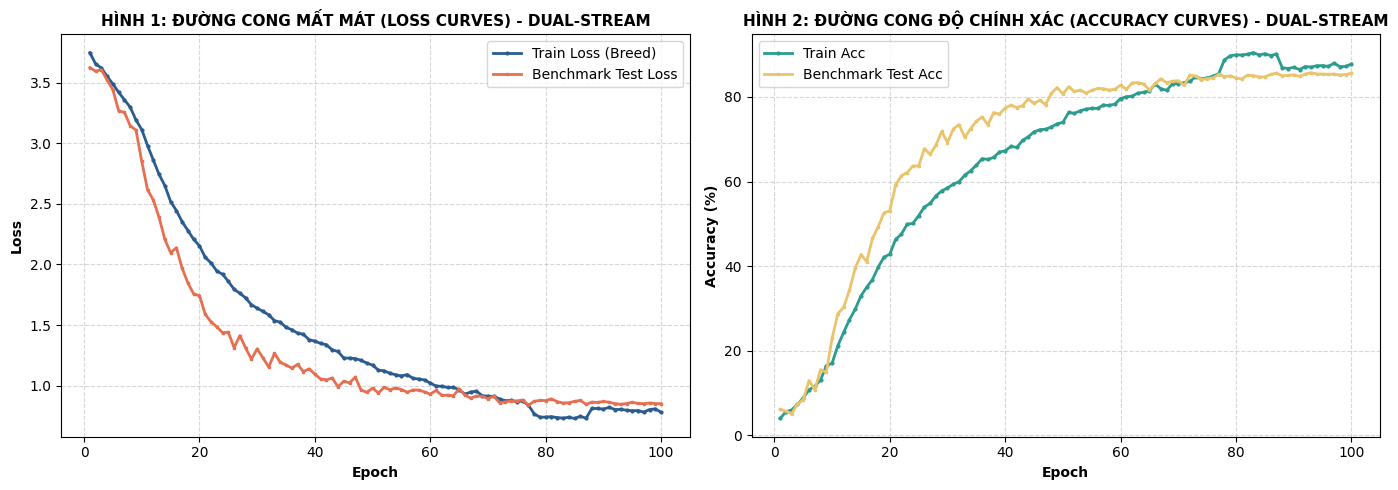 HÌNH 1: ĐƯỜNG CONG MẤT MÁT (LOSS CURVES) - DUAL-STREAM
Train Loss (Breed)
Benchmark Test Loss
Loss
3.5
3.0
2.5
2.0
1.5
1.0
0
20
40
60
80
100
Epoch
HÌNH 2: ĐƯỜNG CONG ĐỘ CHÍNH XÁC (ACCURACY CURVES) - DUAL-STREAM
Train Acc
Benchmark Test Acc
Accuracy (%)
80
60
40
20
0
0
20
40
60
80
100
Epoch